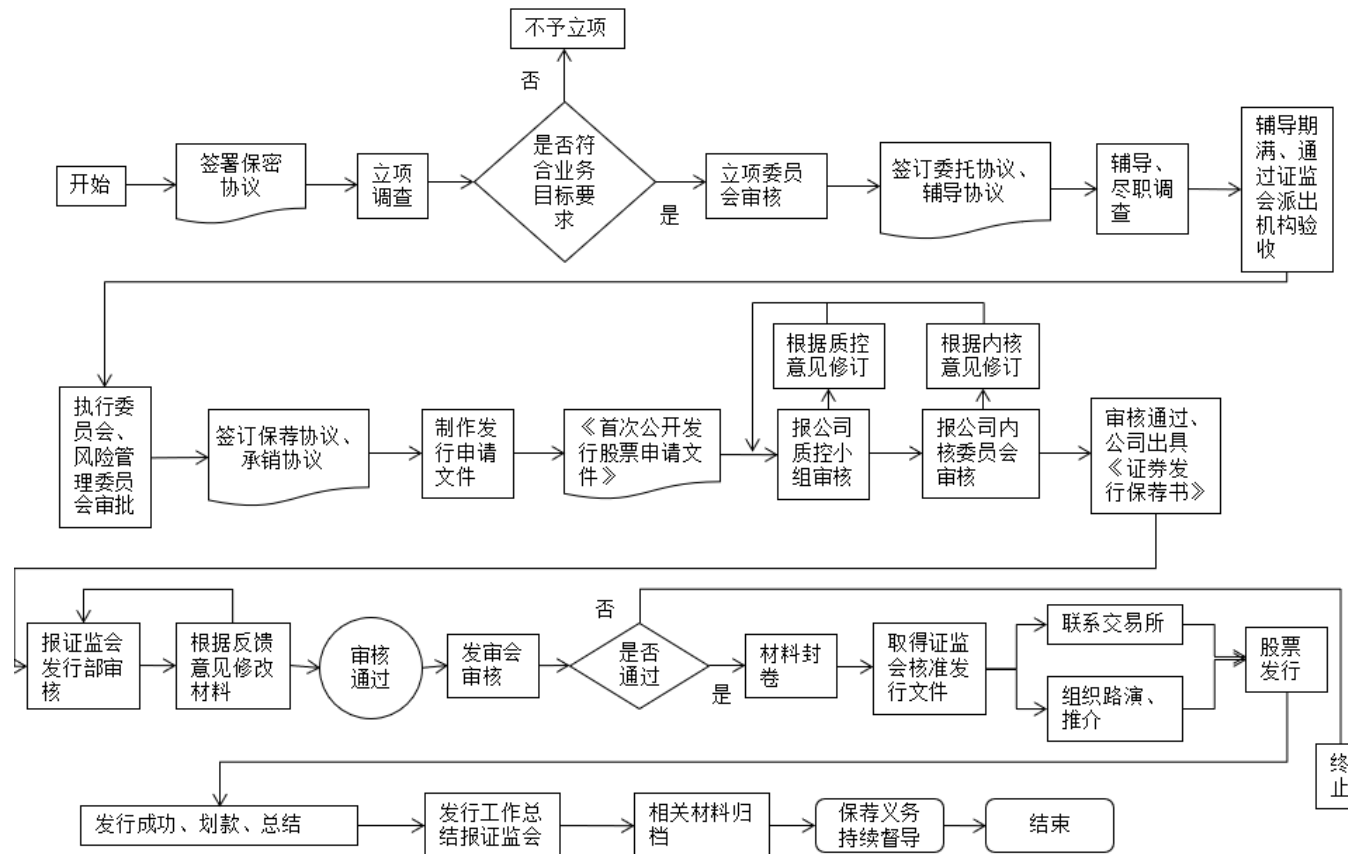 不予立项
否
开始
签署保密
协议
立项
调查
是否符
合业务
目标要
求
是
立项委员
会审核
签订委托协议、
辅导协议
辅导、
尽职调
查
辅导期
满、通
过证监
会派出
机构验
收
执行委
员会、
风险管
理委员
会审批
签订保荐协议、
承销协议
制作发
行申请
文件
《首次公开发
行股票申请文
件》
根据质控
意见修订
报公司
质控小
组审核
根据内核
意见修订
报公司内
核委员会
审核
审核通过、
公司出具
《证券发
行保荐书》
报证监会
发行部审
核
根据反馈
意见修改
材料
审核
通过
发审会
审核
否
是否
通过
是
材料封
卷
取得证监
会核准发
行文件
联系交易所
组织路演、
推介
股票
发行
终
止
发行成功、划款、总结
发行工作总
结报证监会
相关材料归
档
保荐义务
持续督导
结束